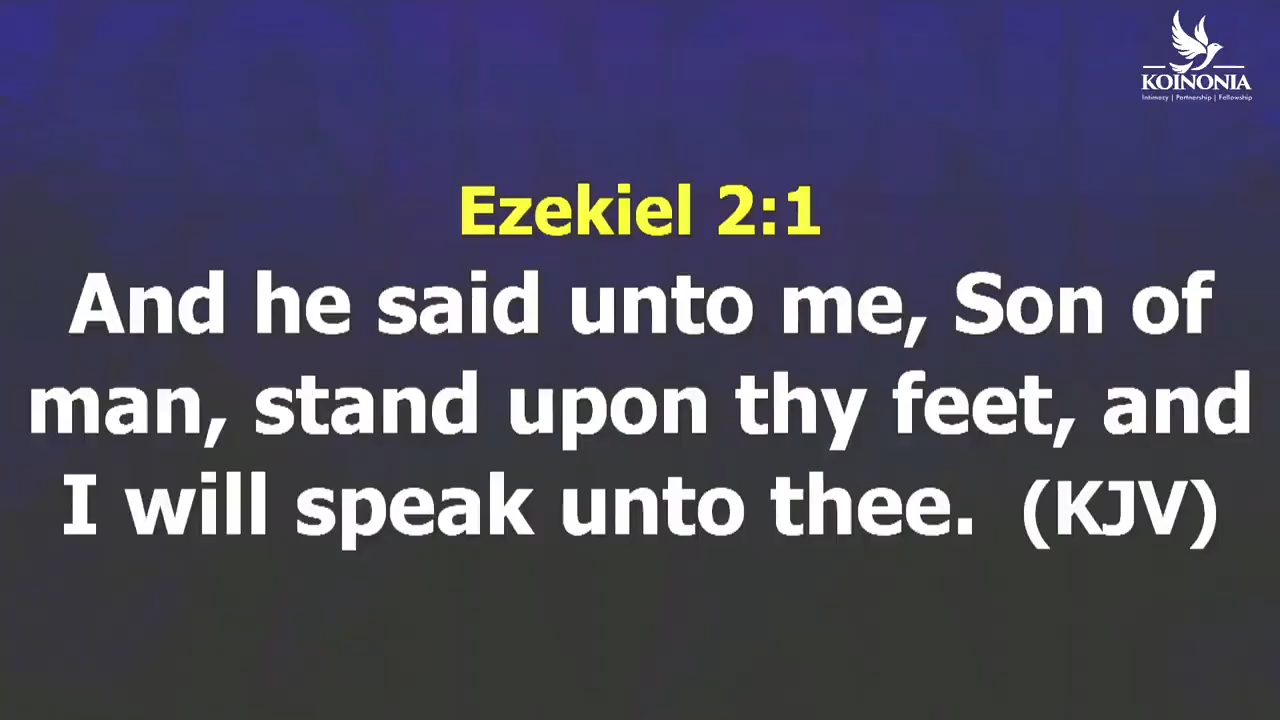 KOINONIA
Intimacy | Partnership | Fellowship
Ezekiel 2:1
And he said unto me, Son of
man, stand upon thy feet, and
I will speak unto thee. (KJV)